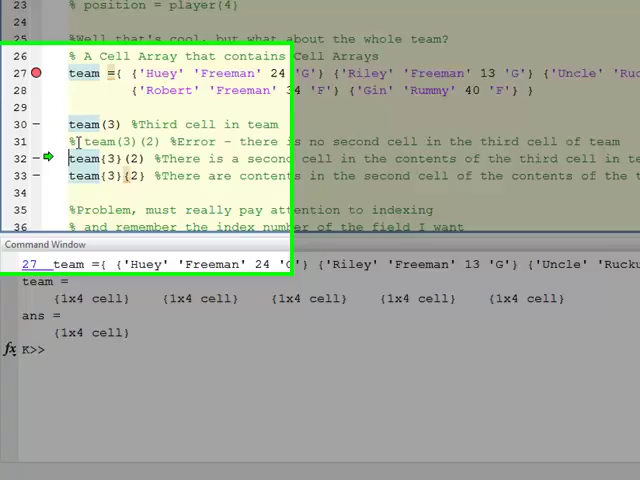 23 % position = player{4}
24
25 %Well that's cool, but what about the whole team?
26 % A Cell Array that contains Cell Arrays
27 team ={ {'Huey' 'Freeman' 24 'G'} {'Riley' 'Freeman' 13 'G'} {'Uncle' 'Ruc
28 {'Robert' 'Freeman' 34 'F'} {'Gin' 'Rummy' 40 'F'} }
29
30 – team(3) %Third cell in team
31 % team(3)(2) %Error - there is no second cell in the third cell of team
32 – team{3}(2) %There is a second cell in the contents of the third cell in te
33 – team{3}{2} %There are contents in the second cell of the contents of the t
34
35 %Problem, must really pay attention to indexing
36 % and remember the index number of the field I want
Command Window
27 team ={ {'Huey' 'Freeman' 24 'G'} {'Riley' 'Freeman' 13 'G'} {'Uncle' 'Rucku
team =
{1x4 cell} {1x4 cell} {1x4 cell} {1x4 cell} {1x4 cell}
ans =
{1x4 cell}
fx K>>